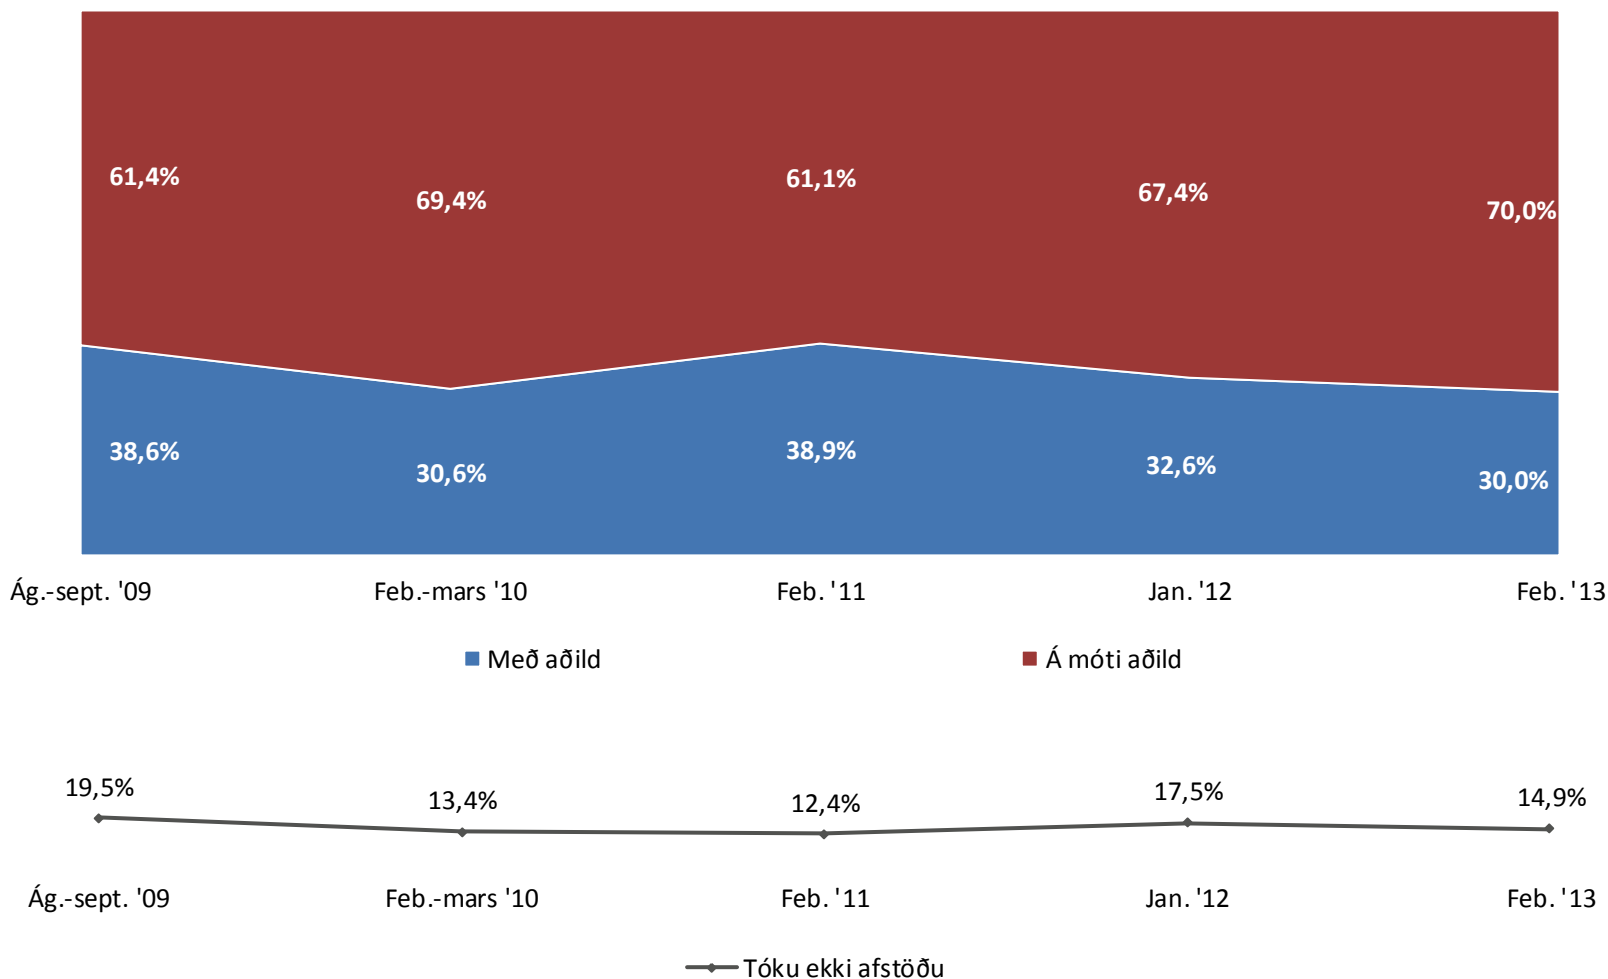 61,4%
69,4%
61,1%
67,4%
70,0%
38,6%
30,6%
38,9%
32,6%
30,0%
Ág.-sept. '09
Feb.-mars '10
Feb. '11
Jan. '12
Feb. '13
Með aðild
Á móti aðild
19,5%
13,4%
12,4%
17,5%
14,9%
Ág.-sept. '09
Feb.-mars '10
Feb. '11
Jan. '12
Feb. '13
Tóku ekki afstöðu